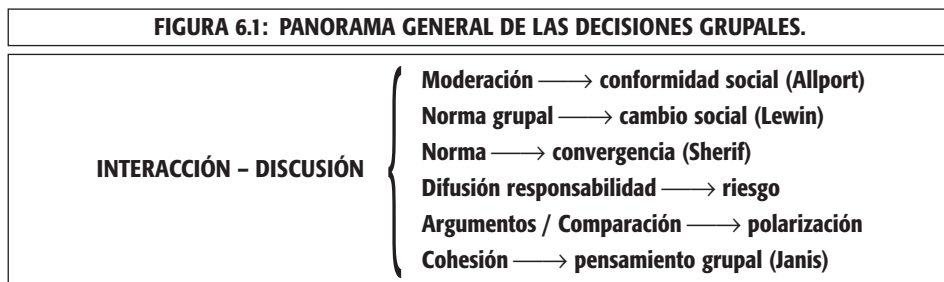 FIGURA 6.1: PANORAMA GENERAL DE LAS DECISIONES GRUPALES.
INTERACCIÓN – DISCUSIÓN
Moderación ⟶ conformidad social (Allport)
Norma grupal ⟶ cambio social (Lewin)
Norma ⟶ convergencia (Sherif)
Difusión responsabilidad ⟶ riesgo
Argumentos / Comparación ⟶ polarización
Cohesión ⟶ pensamiento grupal (Janis)